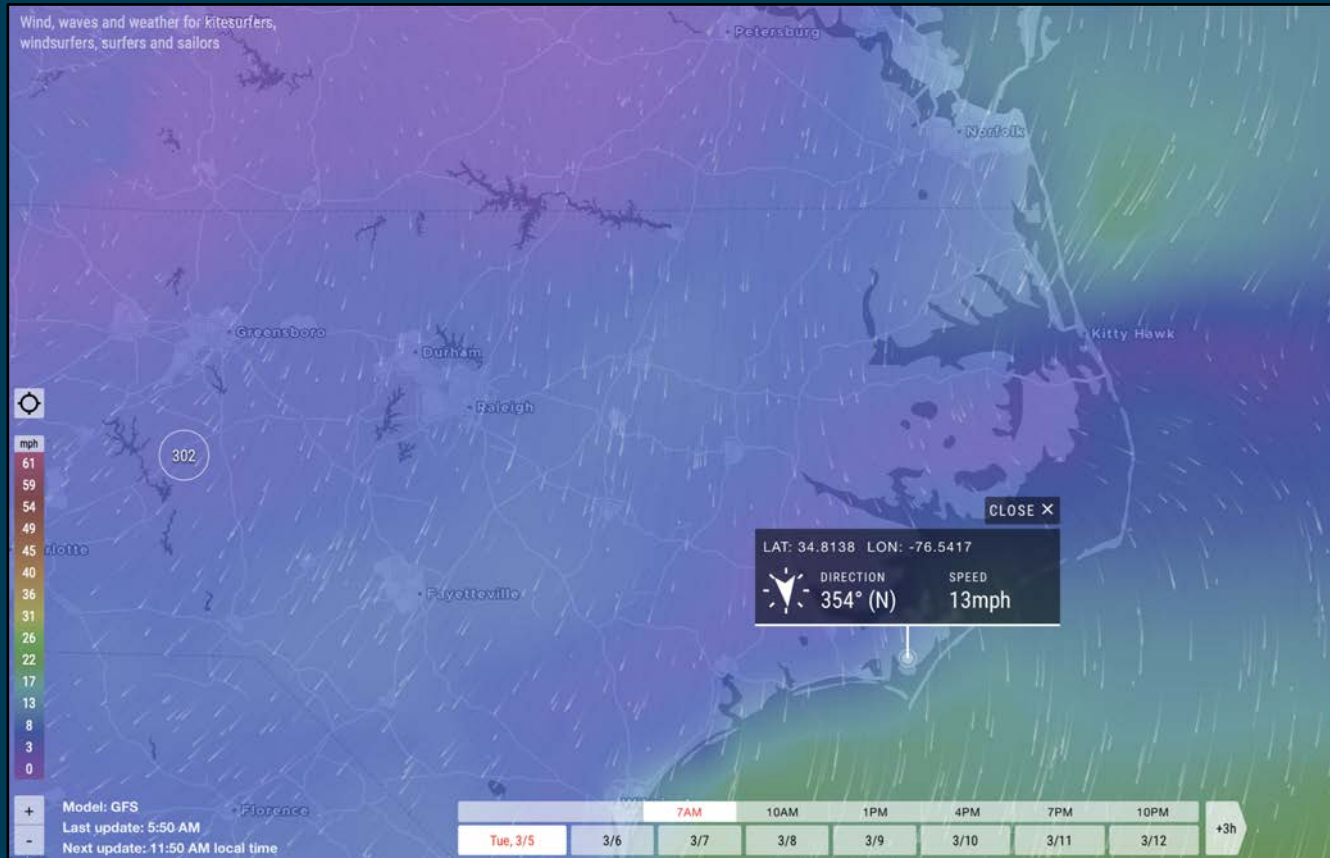 Wind, waves and weather for kitesurfers,
windsurfers, surfers and sailors
Petersburg
Norfolk
Greensboro
Kitty Hawk
Durham
Raleigh
mph
61
59
54
49
45
40
36
31
26
22
17
13
8
3
0
302
CLOSE ×
LAT: 34.8138 LON: -76.5417
DIRECTION SPEED
354° (N) 13mph
Fayetteville
Florence
+
-
Model: GFS
Last update: 5:50 AM
Next update: 11:50 AM local time
7AM 10AM 1PM 4PM 7PM 10PM
Tue, 3/5 3/6 3/7 3/8 3/9 3/10 3/11 3/12
+3h